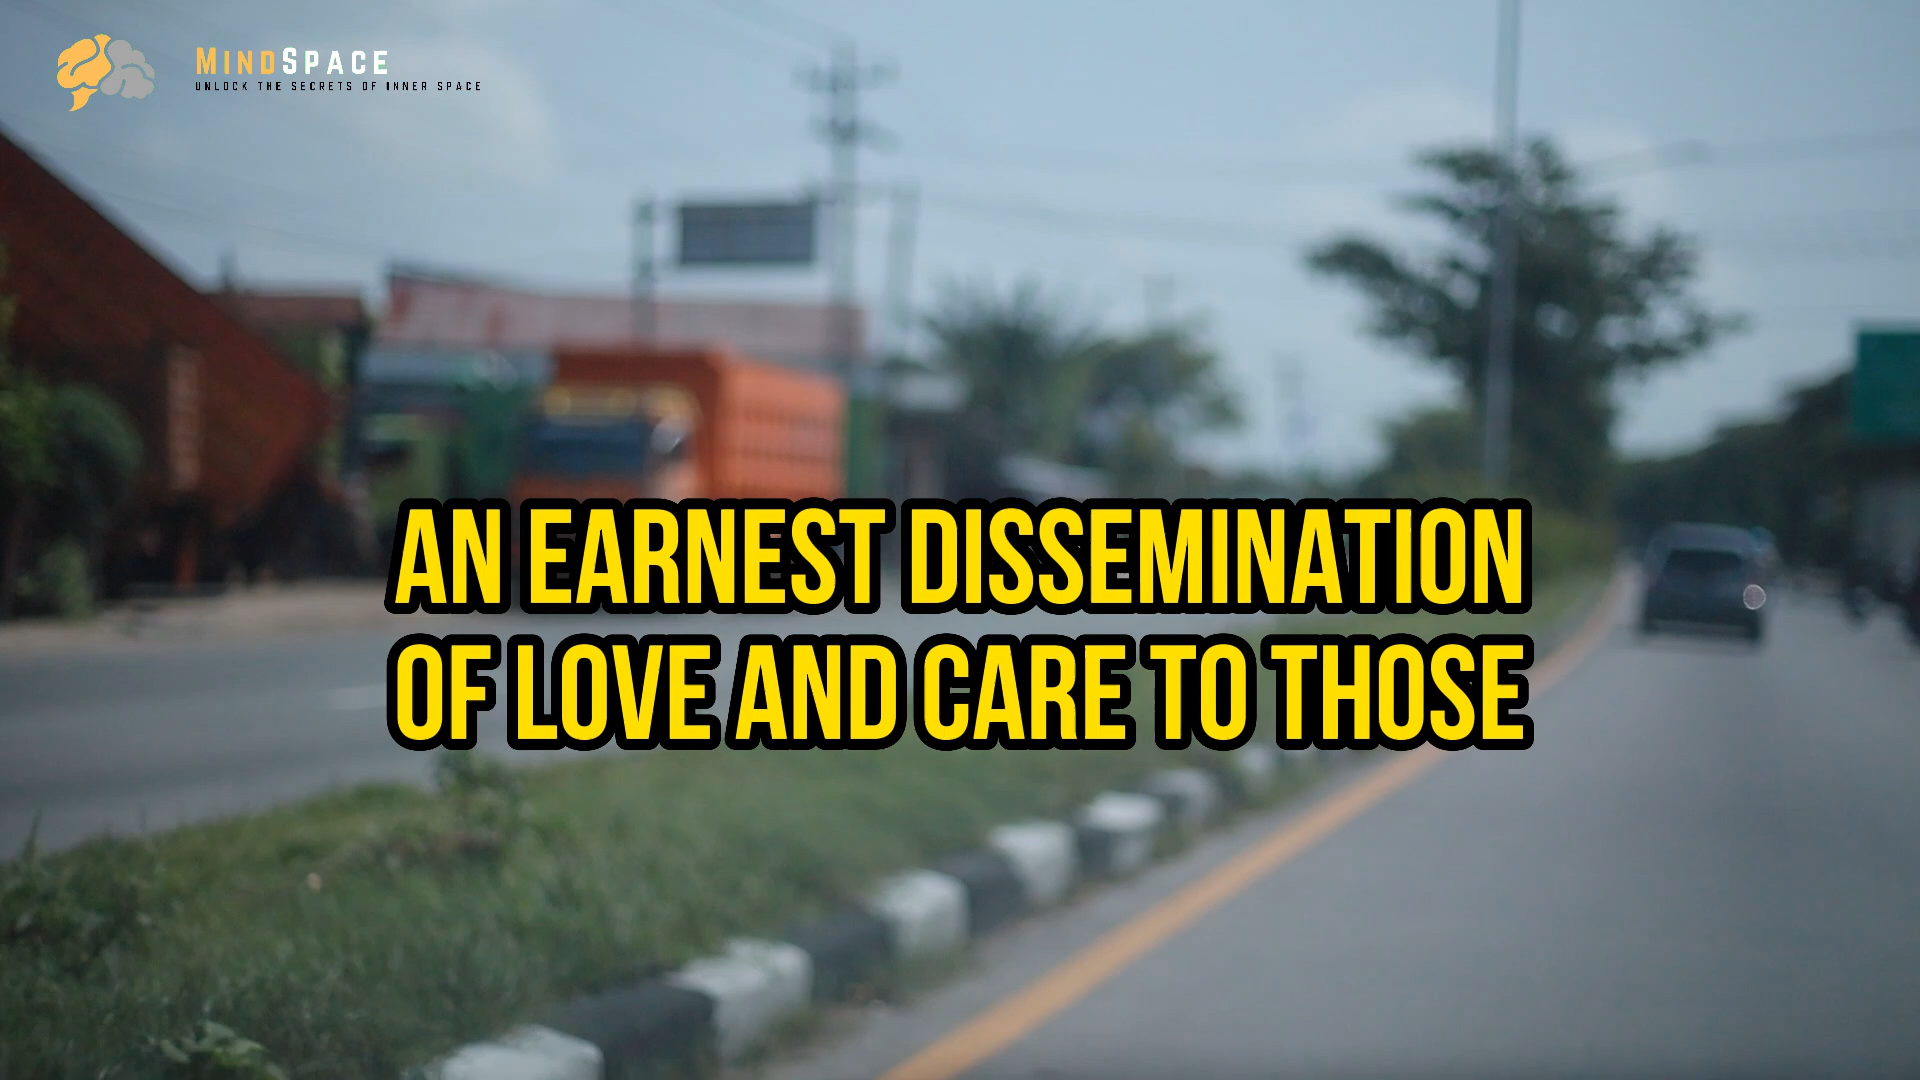 MINDSPACE
UNLOCK THE SECRETS OF INNER SPACE
AN EARNEST DISSEMINATION
OF LOVE AND CARE TO THOSE